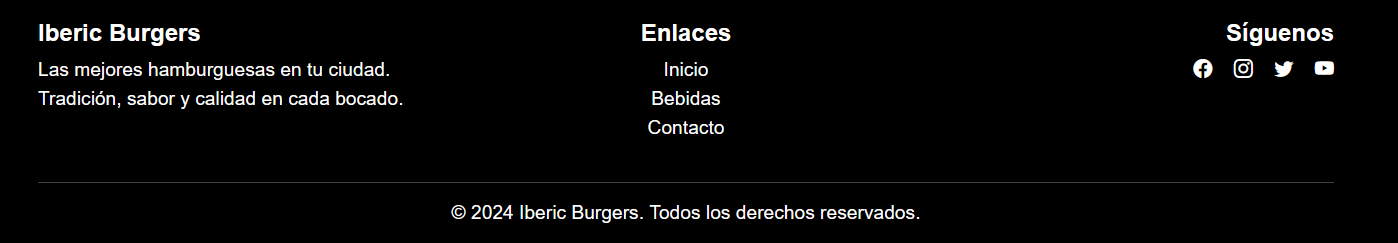 Iberic Burgers
Las mejores hamburguesas en tu ciudad.
Tradición, sabor y calidad en cada bocado.
Enlaces
Inicio
Bebidas
Contacto
Síguenos
© 2024 Iberic Burgers. Todos los derechos reservados.